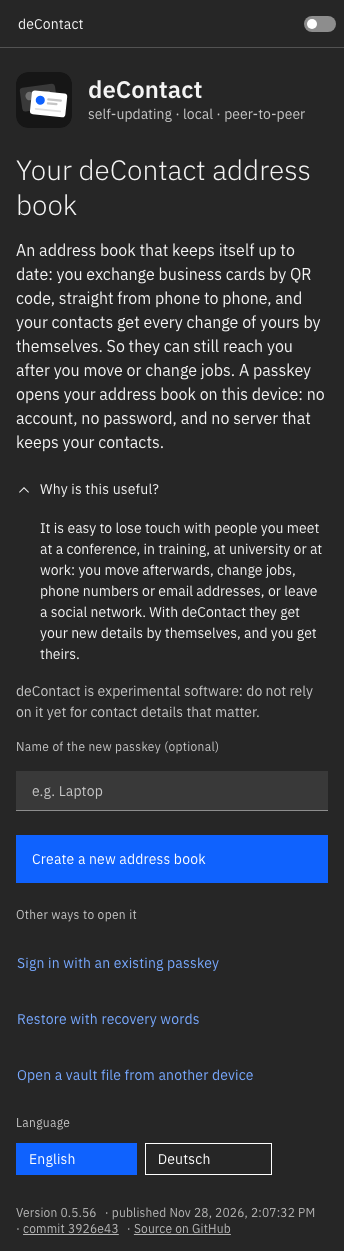 deContact
deContact
self-updating · local · peer-to-peer
Your deContact address
book
An address book that keeps itself up to
date: you exchange business cards by QR
code, straight from phone to phone, and
your contacts get every change of yours by
themselves. So they can still reach you
after you move or change jobs. A passkey
opens your address book on this device: no
account, no password, and no server that
keeps your contacts.
Why is this useful?
It is easy to lose touch with people you meet
at a conference, in training, at university or at
work: you move afterwards, change jobs,
phone numbers or email addresses, or leave
a social network. With deContact they get
your new details by themselves, and you get
theirs.
deContact is experimental software: do not rely
on it yet for contact details that matter.
Name of the new passkey (optional)
e.g. Laptop
Create a new address book
Other ways to open it
Sign in with an existing passkey
Restore with recovery words
Open a vault file from another device
Language
English
Deutsch
Version 0.5.56 · published Nov 28, 2026, 2:07:32 PM
· commit 3926e43 · Source on GitHub